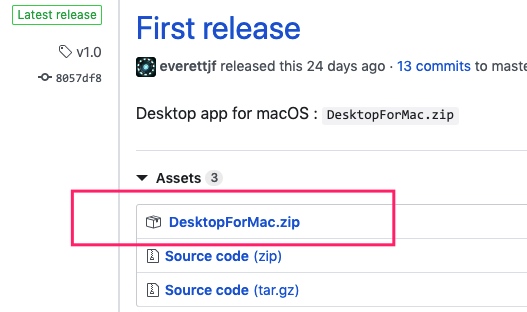 Latest release
v1.0
8057df8
First release
everettjf released this 24 days ago · 13 commits to maste
Desktop app for macOS : DesktopForMac.zip
Assets 3
DesktopForMac.zip
Source code (zip)
Source code (tar.gz)